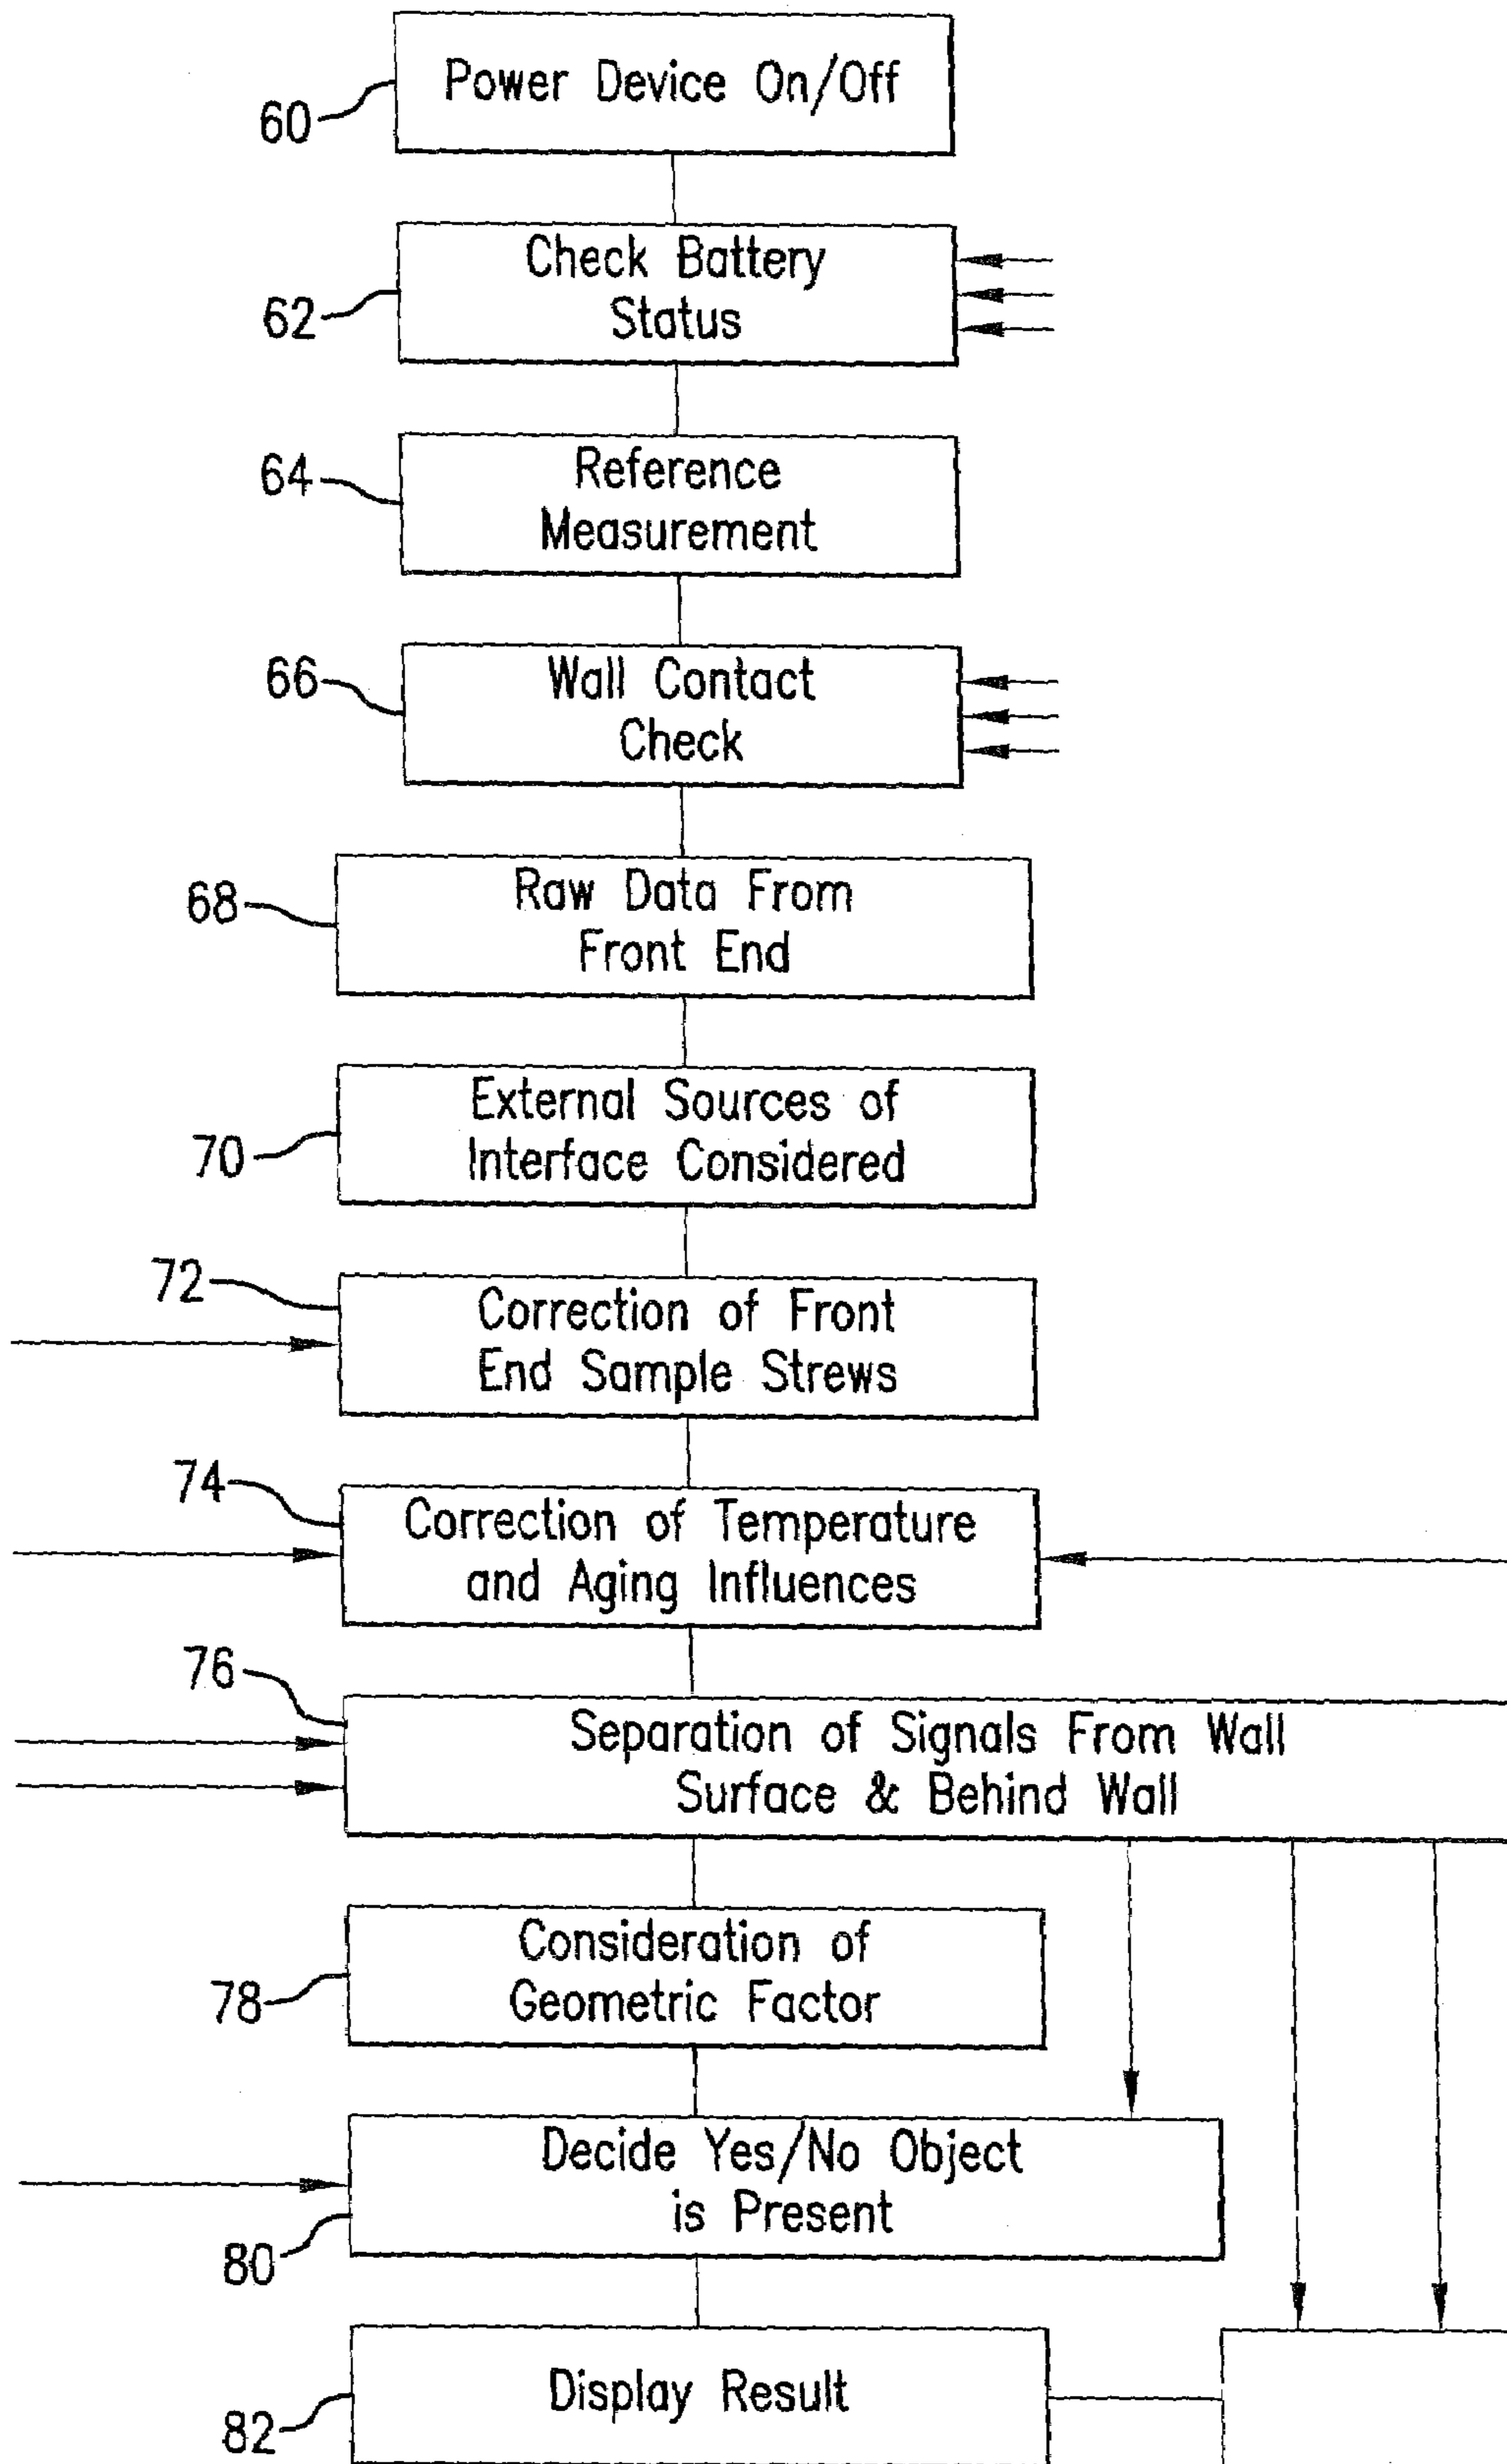 Power Device On/Off
60
Check Battery
Status
62
Reference
Measurement
64
Wall Contact
Check
66
Raw Data From
Front End
68
External Sources of
Interface Considered
70
Correction of Front
End Sample Strews
72
Correction of Temperature
and Aging Influences
74
Separation of Signals From Wall
Surface & Behind Wall
76
Consideration of
Geometric Factor
78
Decide Yes/No Object
is Present
80
Display Result
82